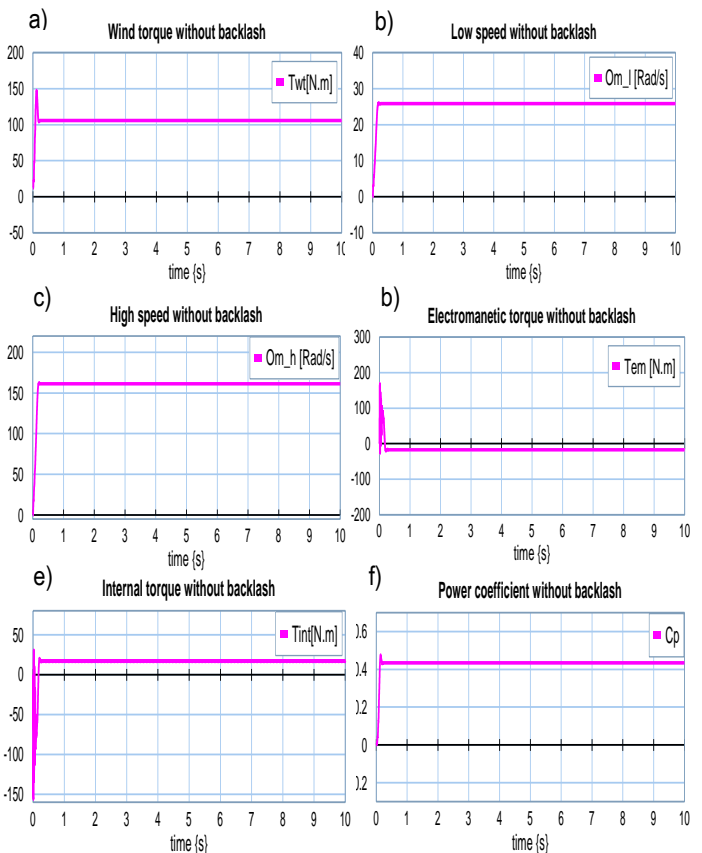 a)
Wind torque without backlash
Twt[N.m]
200
150
100
50
0
-50
0 1 2 3 4 5 6 7 8 9 10
time {s}
b)
Low speed without backlash
Om_l [Rad/s]
40
30
20
10
0
-10
0 1 2 3 4 5 6 7 8 9 10
time {s}
c)
High speed without backlash
Om_h [Rad/s]
200
150
100
50
0
0 1 2 3 4 5 6 7 8 9 10
time {s}
b)
Electromanetic torque without backlash
Tem [N.m]
300
200
100
0
-100
-200
0 1 2 3 4 5 6 7 8 9 10
time {s}
e)
Internal torque without backlash
Tint[N.m]
50
0
-50
-100
-150
0 1 2 3 4 5 6 7 8 9 10
time {s}
f)
Power coefficient without backlash
Cp
).6
).4
).2
0
).2
0 1 2 3 4 5 6 7 8 9 10
time {s}